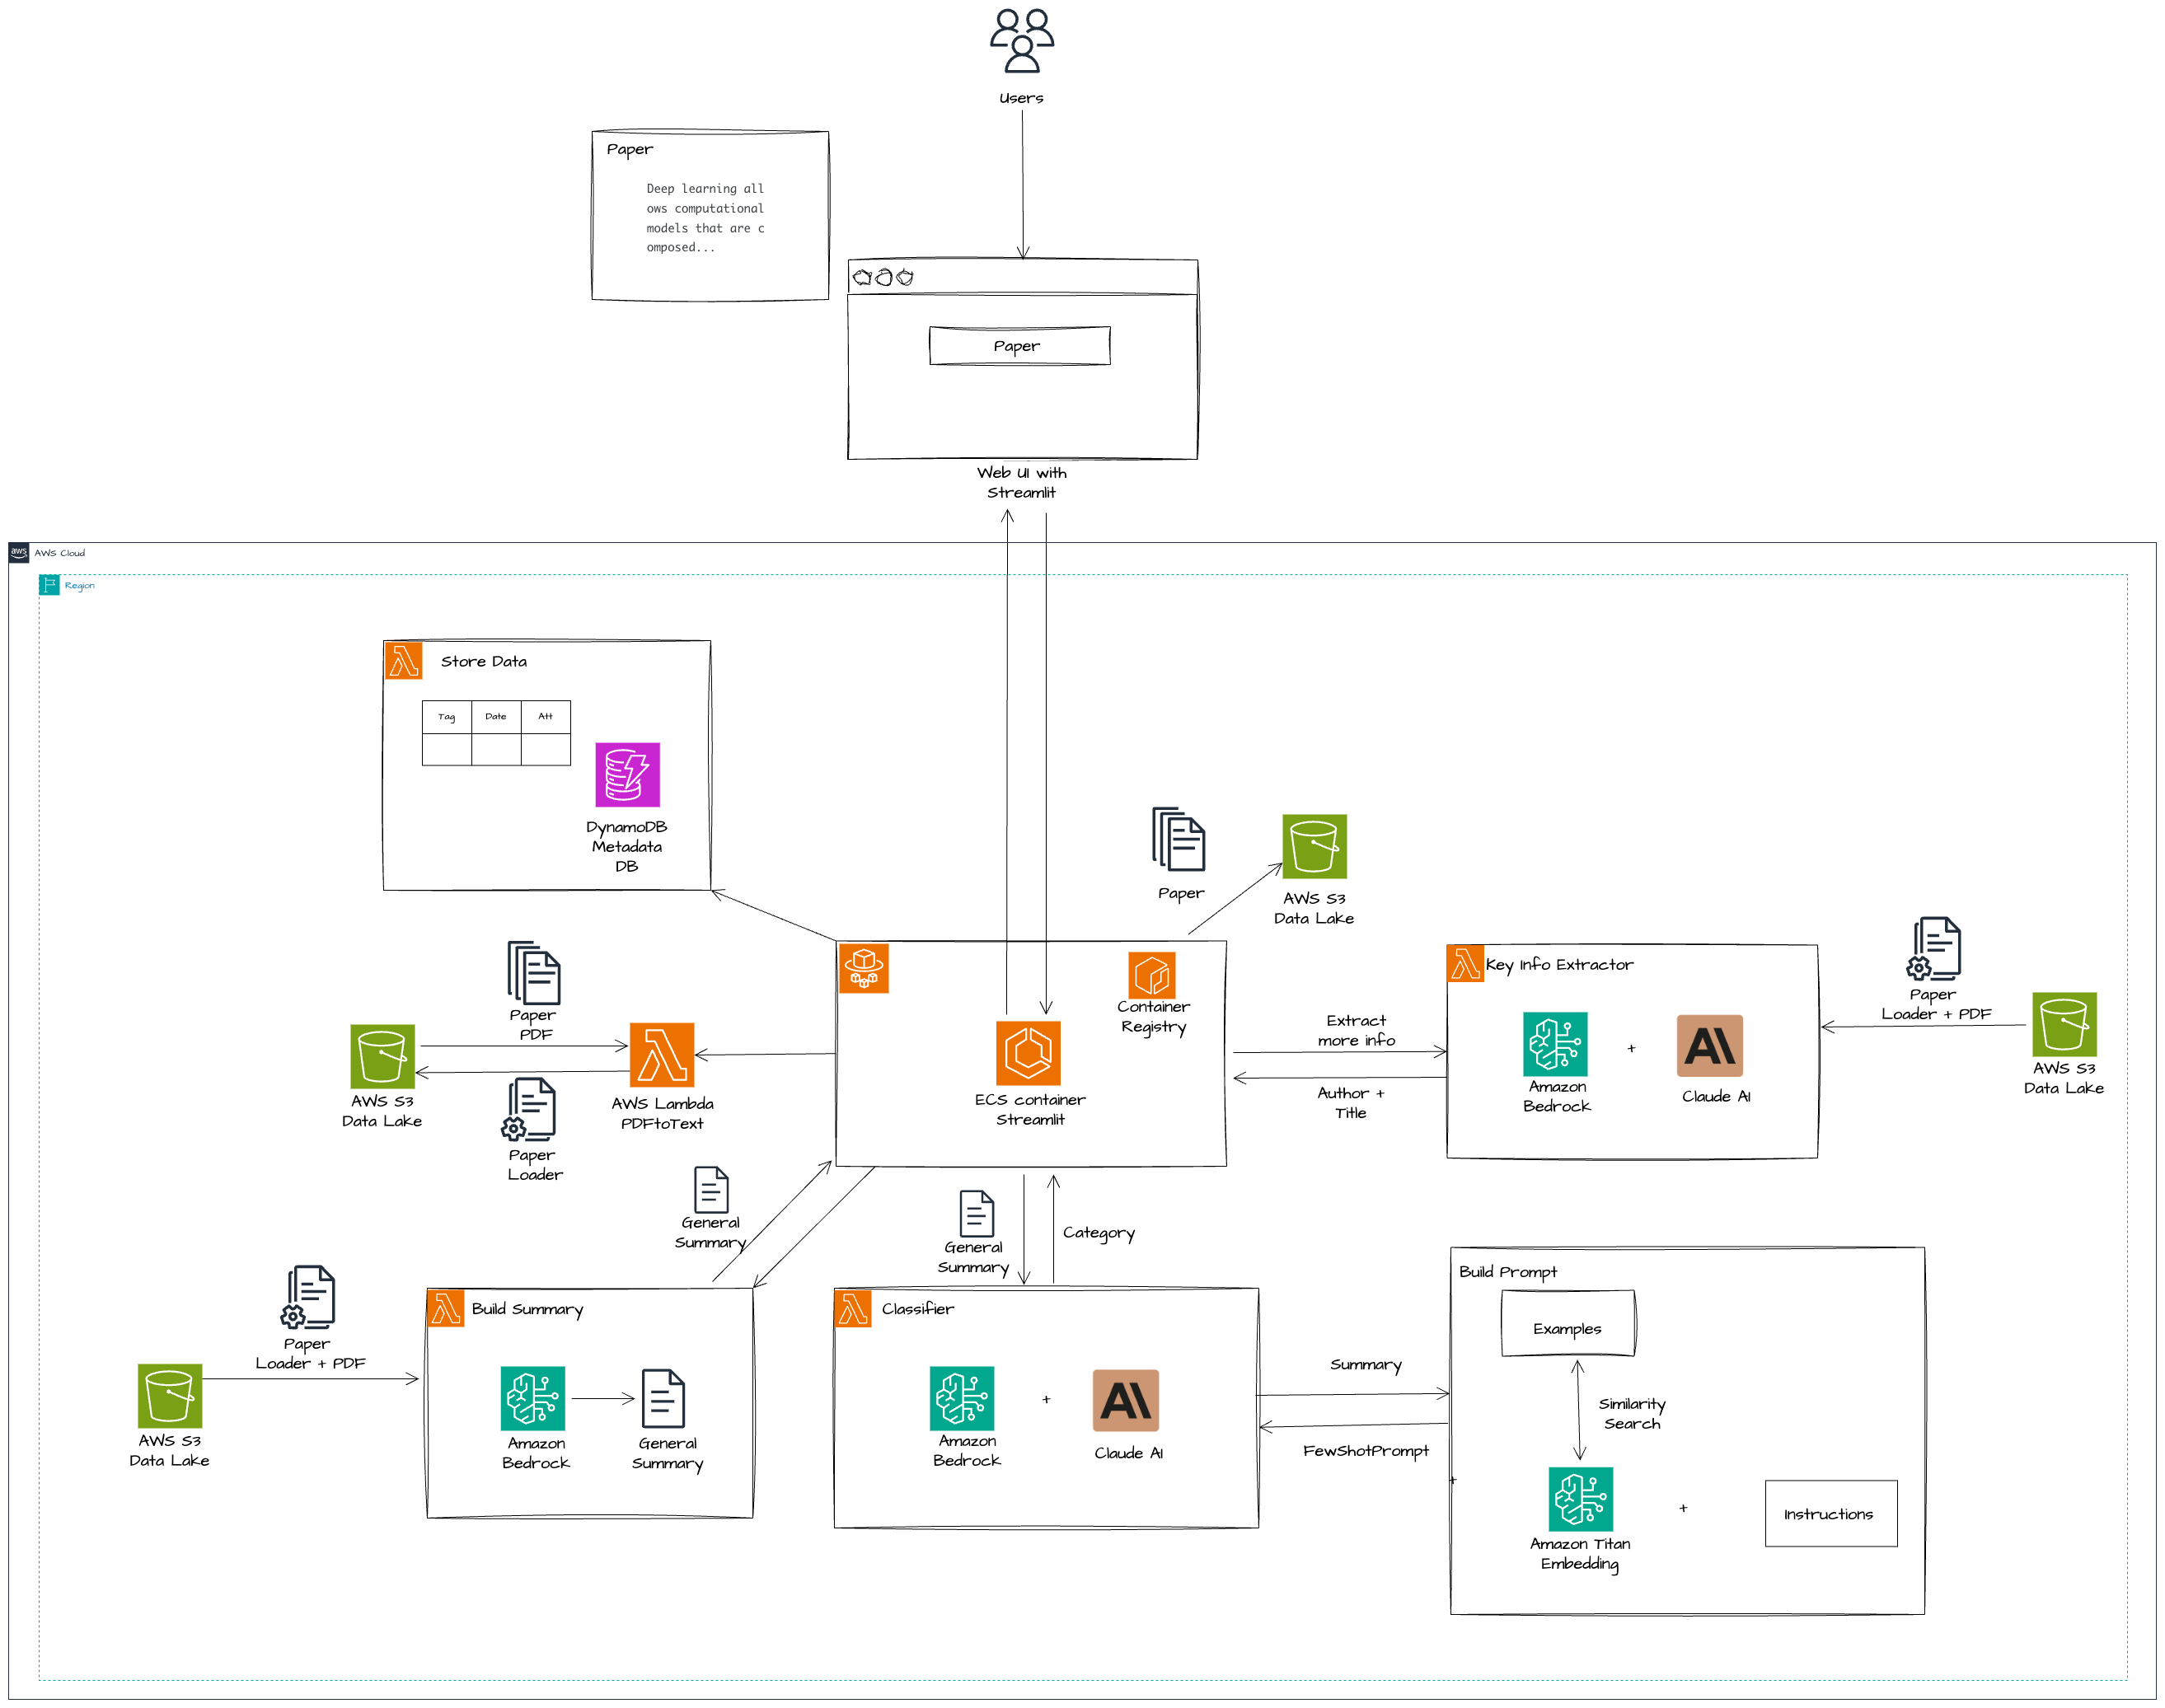 Users
Paper
Deep learning all
ows computational
models that are c
omposed...
Paper
Web UI with
Streamlit
aws
AWS Cloud
Region
Store Data
Tag Date Att
DynamoDB
Metadata
DB
Paper
AWS S3
Data Lake
Paper
PDF
AWS S3
Data Lake
AWS Lambda
PDFtoText
Paper
Loader
Container
Registry
ECS container
Streamlit
Extract
more info
Author +
Title
Key Info Extractor
Amazon
Bedrock
+
Claude AI
Paper
Loader + PDF
AWS S3
Data Lake
General
Summary
General
Summary
Category
Paper
Loader + PDF
AWS S3
Data Lake
Build Summary
Amazon
Bedrock
General
Summary
Classifier
Amazon
Bedrock
+
Claude AI
Summary
FewShotPrompt
+
Build Prompt
Examples
Similarity
Search
Amazon Titan
Embedding
+
Instructions